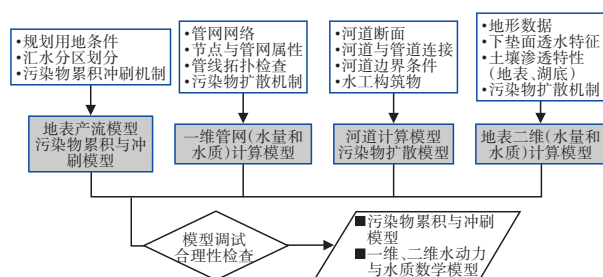 •规划用地条件
•汇水分区划分
•污染物累积冲刷机制
•管网网络
•节点与管网属性
•管线拓扑检查
•污染物扩散机制
•河道断面
•河道与管道连接
•河道边界条件
•水工构筑物
•地形数据
•下垫面透水特征
•土壤渗透特性
(地表、湖底)
•污染物扩散机制
地表产流模型
污染物累积与冲
刷模型
一维管网(水量和
水质)计算模型
河道计算模型
污染物扩散模型
地表二维(水量和
水质)计算模型
模型调试
合理性检查
■污染物累积与冲刷
模型
■一维、二维水动力
与水质数学模型